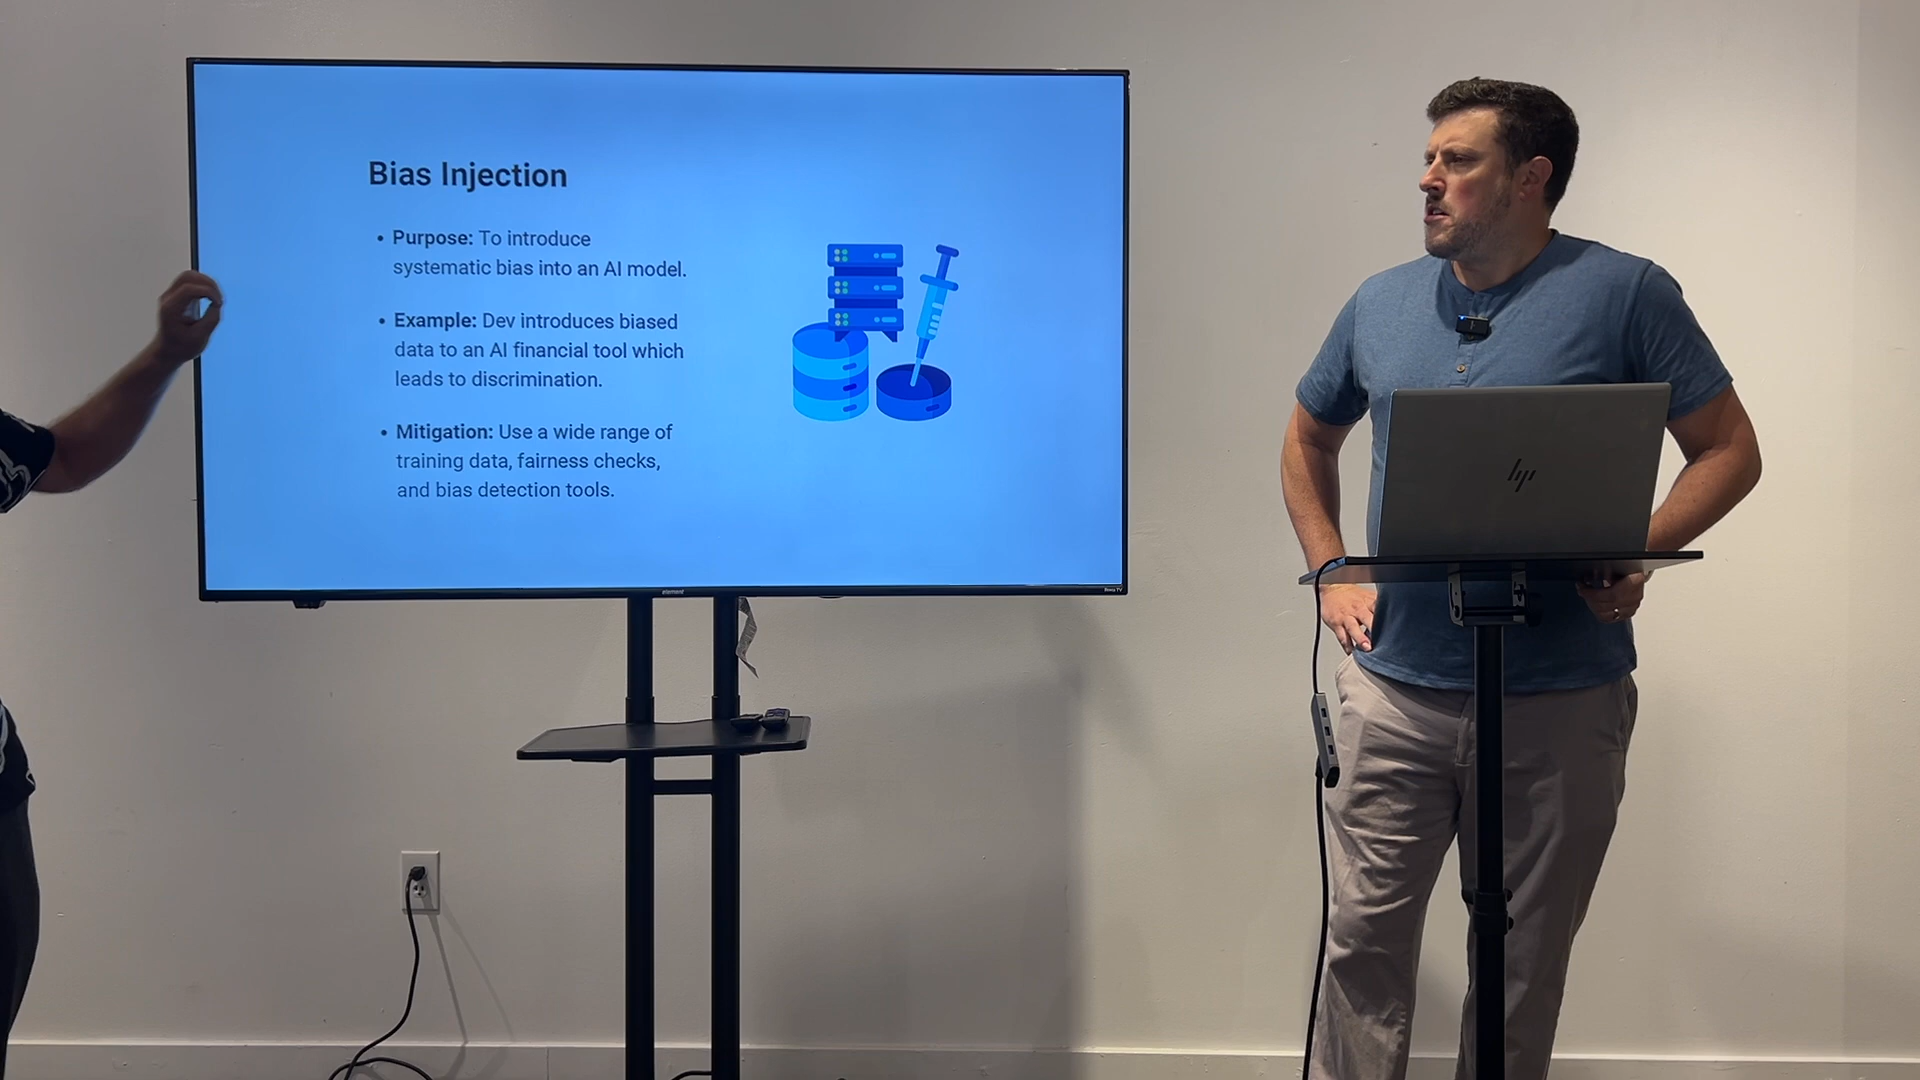 Bias Injection
• Purpose: To introduce
systematic bias into an AI model.
• Example: Dev introduces biased
data to an AI financial tool which
leads to discrimination.
• Mitigation: Use a wide range of
training data, fairness checks,
and bias detection tools.
element
Roku TV
hp